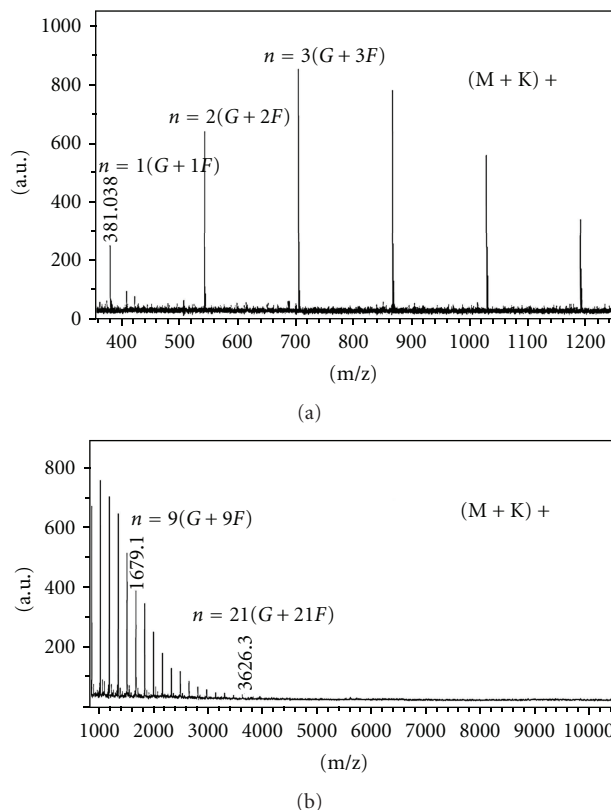 1000
800
600
400
200
0
(a.u.)
n = 3(G + 3F)
(M + K) +
n = 2(G + 2F)
n = 1(G + 1F)
381.038
400 500 600 700 800 900 1000 1100 1200
(m/z)
(a)
800
600
400
200
(a.u.)
(M + K) +
n = 9(G + 9F)
1679.1
n = 21(G + 21F)
3626.3
1000 2000 3000 4000 5000 6000 7000 8000 9000 10000
(m/z)
(b)